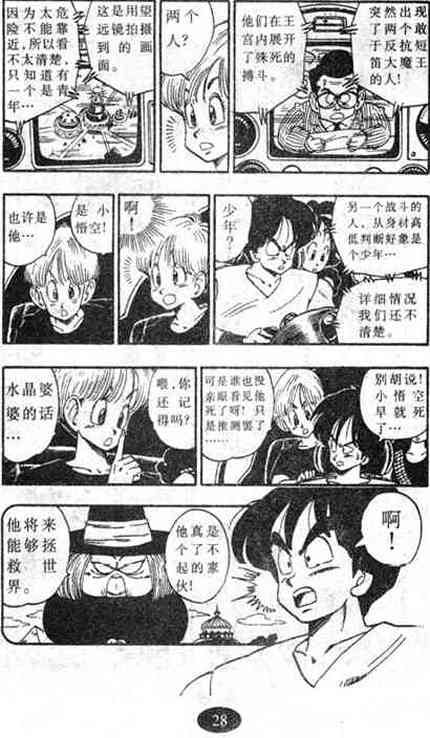 突然出现了两个敢于反抗短笛大魔王的人!
他们在王
宫内展开
了殊死的
搏斗。
两个
人?
这是用望远镜拍摄到的画面。
因为太危险,不能靠近,所以看不太清楚,只知道有一个是青年…
另一个战斗的
人,从身材高
低判断好象是
个少年…
详细情况
我们还不
清楚。
少年?
啊!
是小
悟空!
也许是
他…
别胡说!
小悟空
早就死
了…
可是谁也没
亲眼看见他
死了呀!只
是推测罢了
……
喂,你
还记
得吗?
水晶婆
婆的话
…
啊!
他真是个了不起的家伙!
他将来能够拯救世界。
28